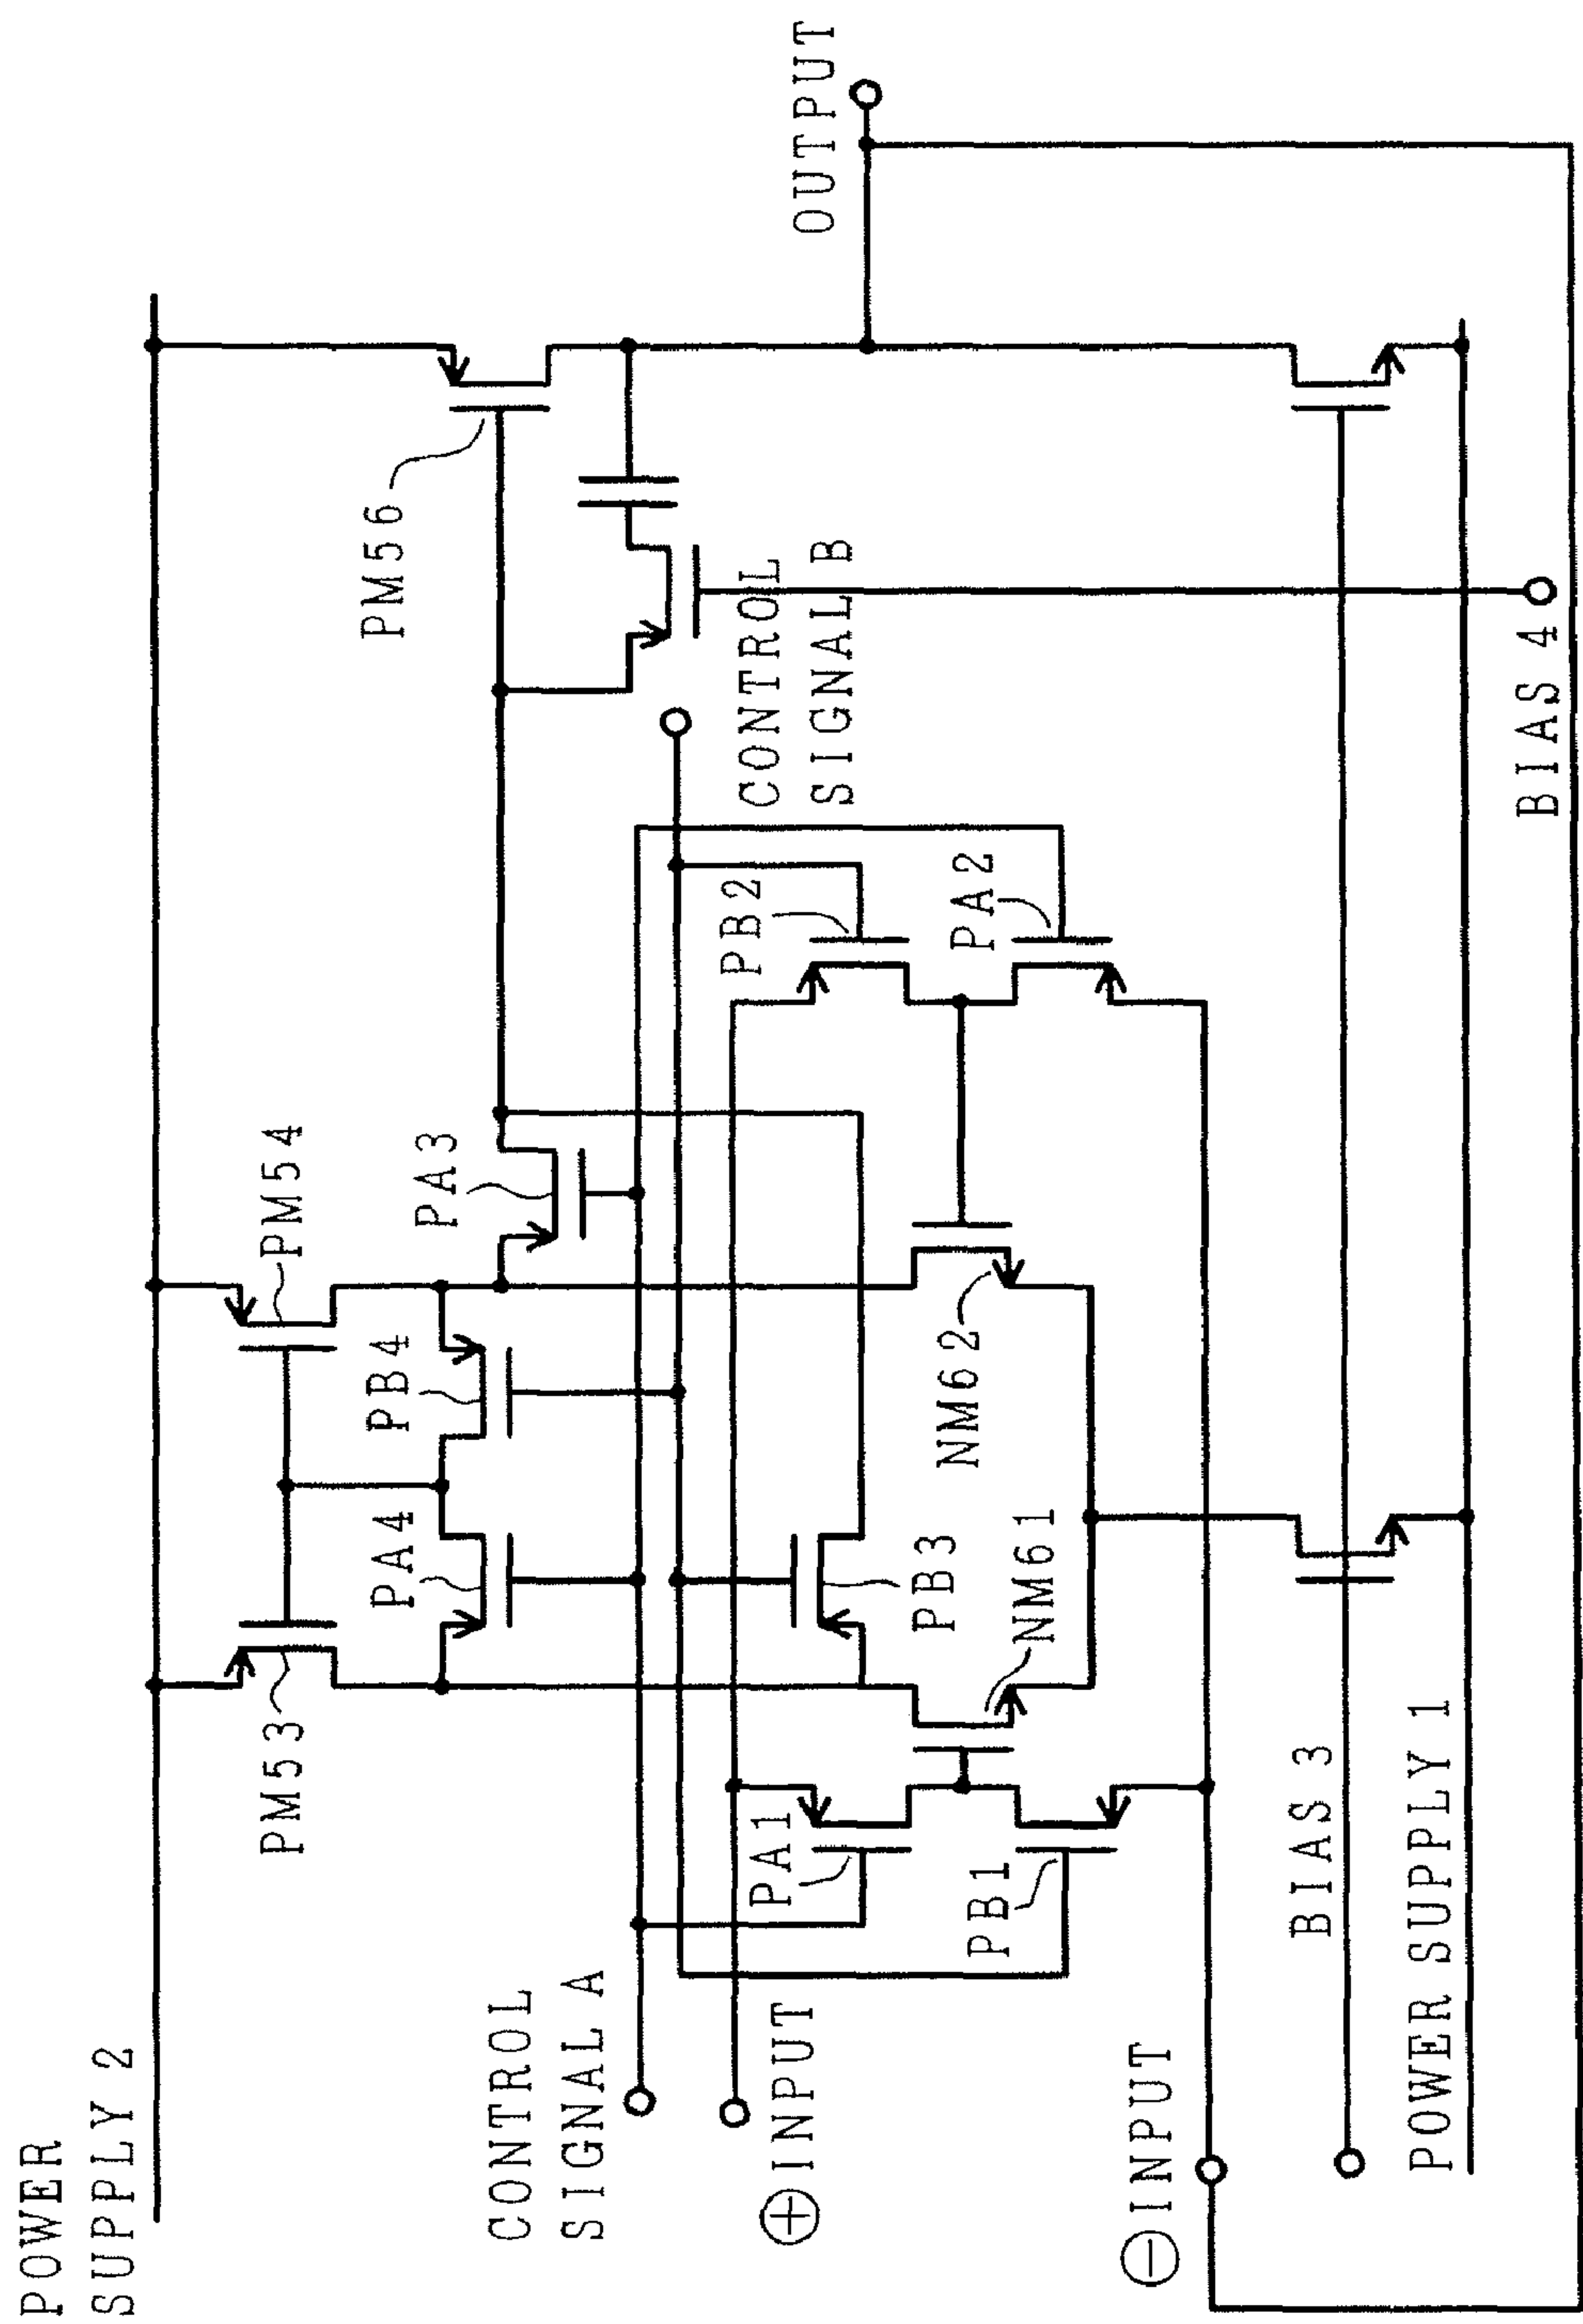 POWER
SUPPLY 2
PM53
PM54
PA4
PB4
PA3
PM56
OUTPUT
CONTROL
SIGNAL A
CONTROL
SIGNAL B
⊕ INPUT
PA1
PB1
PB3
NM61
NM62
PB2
PA2
⊖ INPUT
BIAS 3
POWER SUPPLY 1
BIAS 4